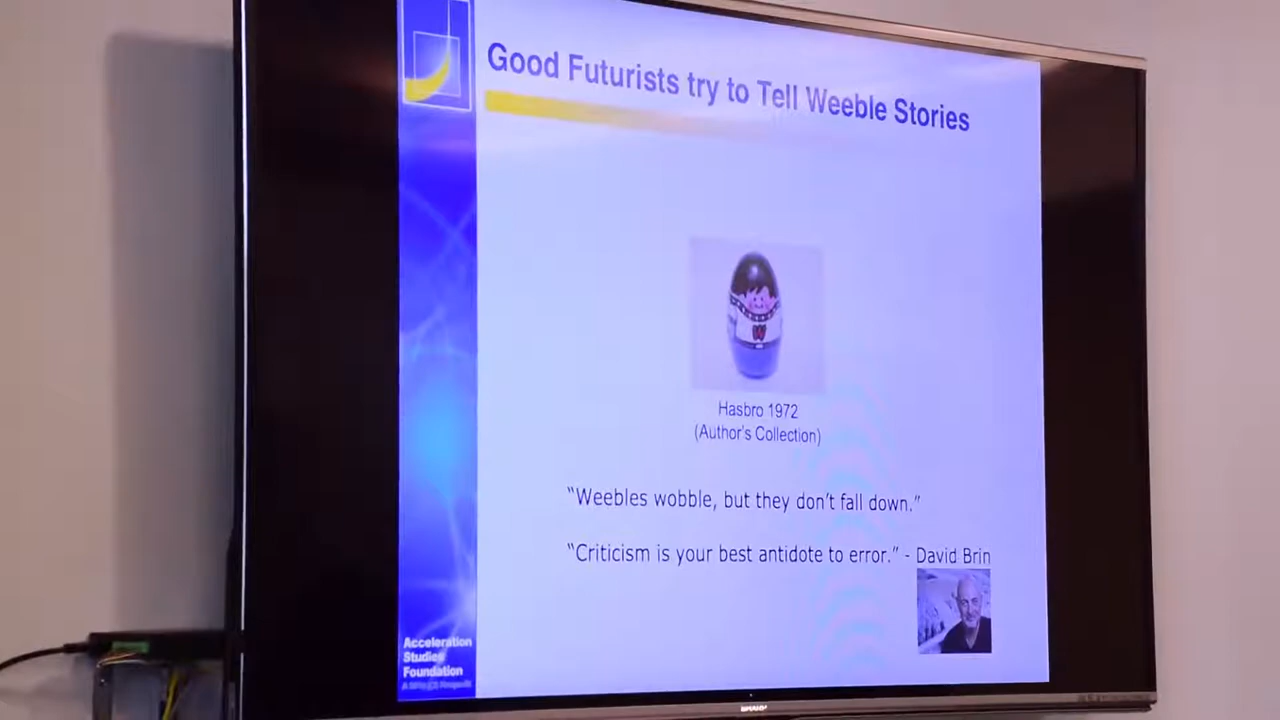 Good Futurists try to Tell Weeble Stories
W
Hasbro 1972
(Author's Collection)
“Weebles wobble, but they don’t fall down.”
“Criticism is your best antidote to error.” - David Brin
Acceleration
Studies
Foundation
SHARP